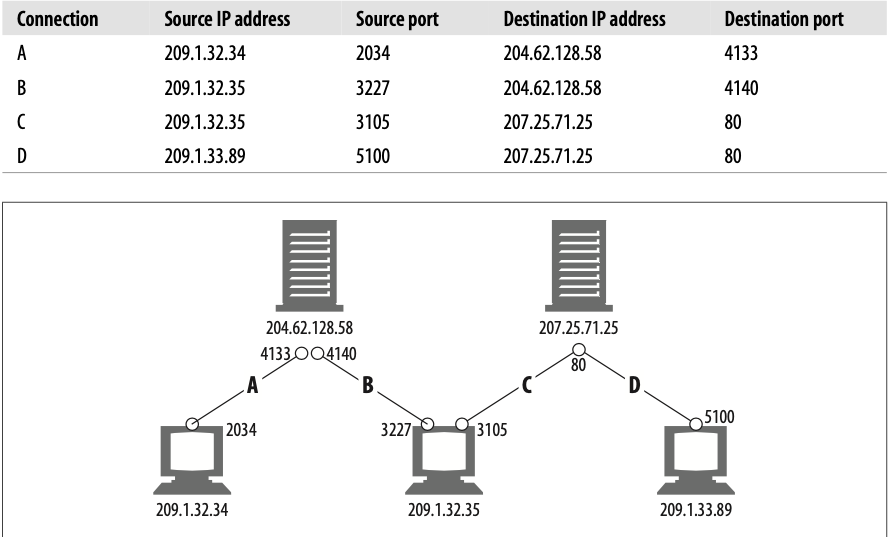 Connection Source IP address Source port Destination IP address Destination port
A 209.1.32.34 2034 204.62.128.58 4133
B 209.1.32.35 3227 204.62.128.58 4140
C 209.1.32.35 3105 207.25.71.25 80
D 209.1.33.89 5100 207.25.71.25 80
204.62.128.58 207.25.71.25
4133 4140
80
A B C D
2034 3227 3105 5100
209.1.32.34 209.1.32.35 209.1.33.89